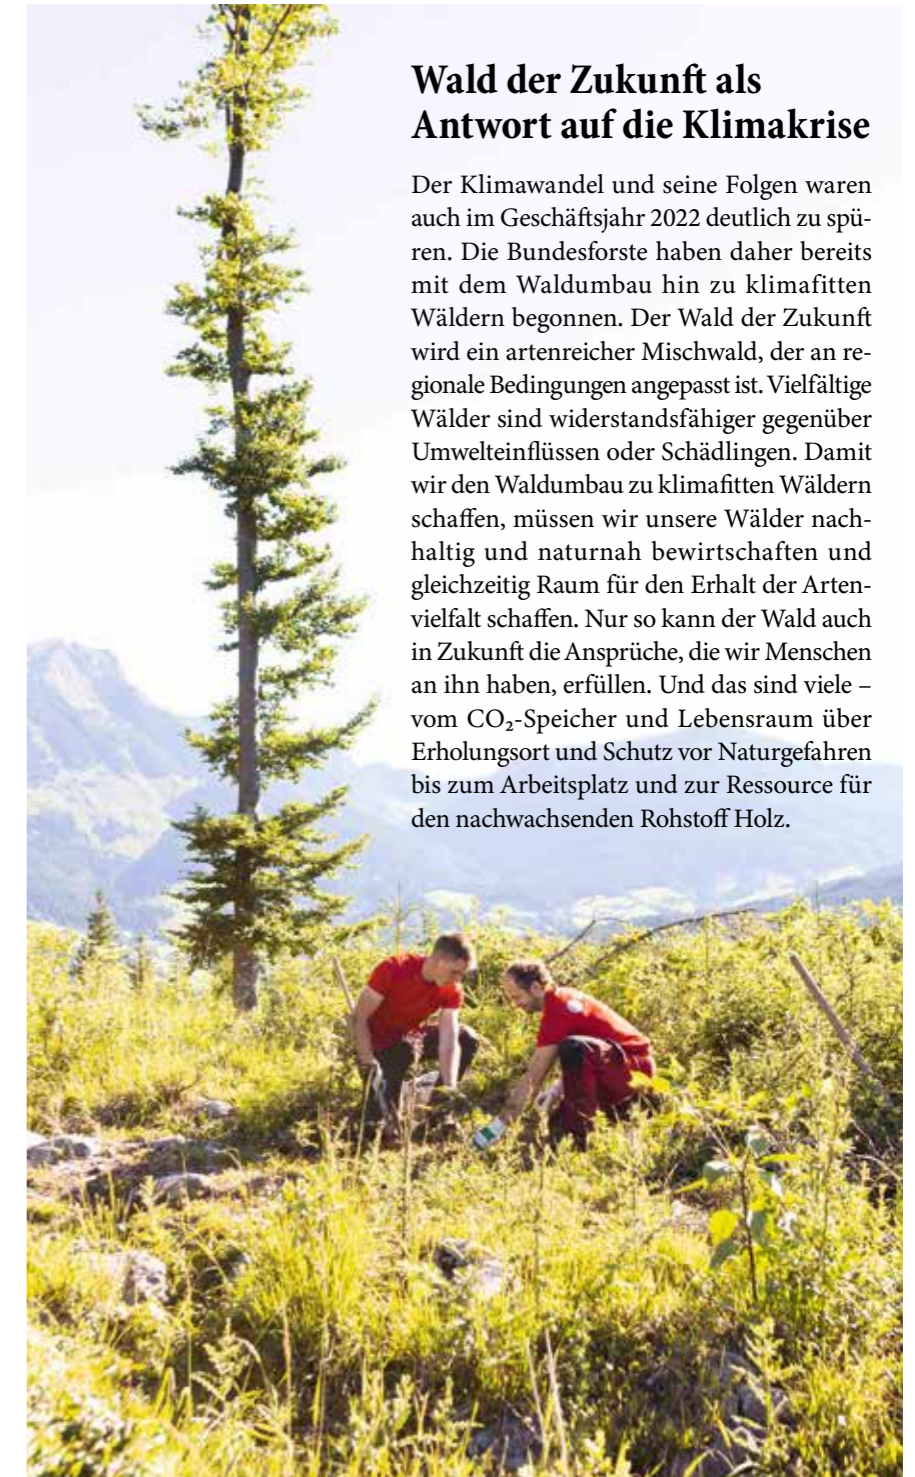 Wald der Zukunft als
Antwort auf die Klimakrise
Der Klimawandel und seine Folgen waren
auch im Geschäftsjahr 2022 deutlich zu spü-
ren. Die Bundesforste haben daher bereits
mit dem Waldumbau hin zu klimafitten
Wäldern begonnen. Der Wald der Zukunft
wird ein artenreicher Mischwald, der an re-
gionale Bedingungen angepasst ist. Vielfältige
Wälder sind widerstandsfähiger gegenüber
Umwelteinflüssen oder Schädlingen. Damit
wir den Waldumbau zu klimafitten Wäldern
schaffen, müssen wir unsere Wälder nach-
haltig und naturnah bewirtschaften und
gleichzeitig Raum für den Erhalt der Arten-
vielfalt schaffen. Nur so kann der Wald auch
in Zukunft die Ansprüche, die wir Menschen
an ihn haben, erfüllen. Und das sind viele –
vom CO₂-Speicher und Lebensraum über
Erholungsort und Schutz vor Naturgefahren
bis zum Arbeitsplatz und zur Ressource für
den nachwachsenden Rohstoff Holz.